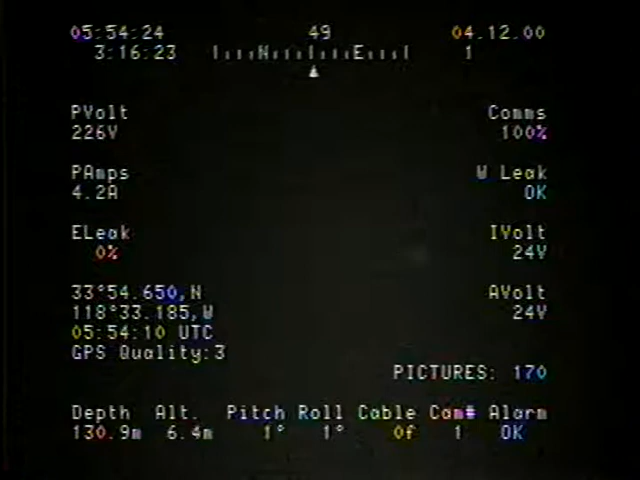 05:54:24 49 04.12.00
3:16:23 N E 1
PVolt Comms
226V 100%
PAmps W Leak
4.2A OK
ELeak IVolt
0% 24V
33°54.650,N AVolt
118°33.185,W 24V
05:54:10 UTC
GPS Quality:3
PICTURES: 170
Depth Alt. Pitch Roll Cable Cam# Alarm
130.9m 6.4m 1° 1° 0f 1 OK